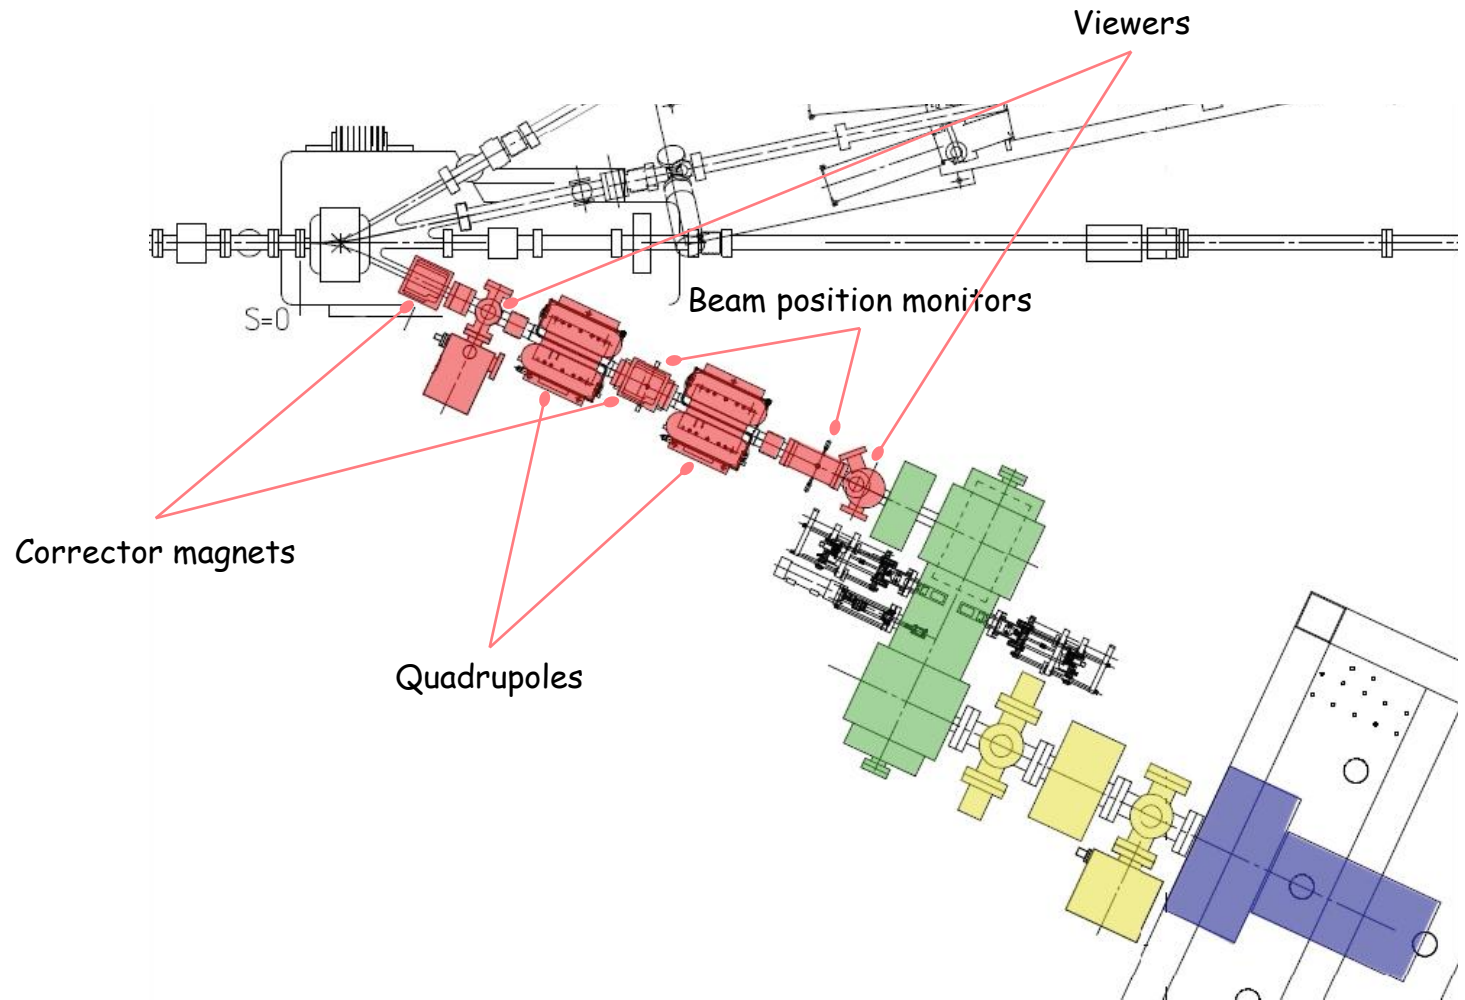 Viewers
Beam position monitors
S=0
Corrector magnets
Quadrupoles